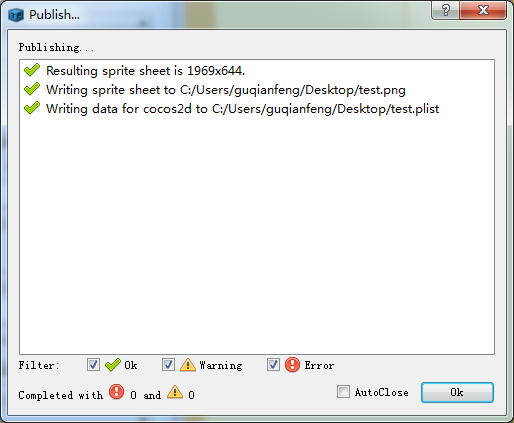 Publish...
Publishing...
Resulting sprite sheet is 1969x644.
Writing sprite sheet to C:/Users/guqianfeng/Desktop/test.png
Writing data for cocos2d to C:/Users/guqianfeng/Desktop/test.plist
Filter: Ok Warning Error
Completed with 0 and 0 AutoClose Ok